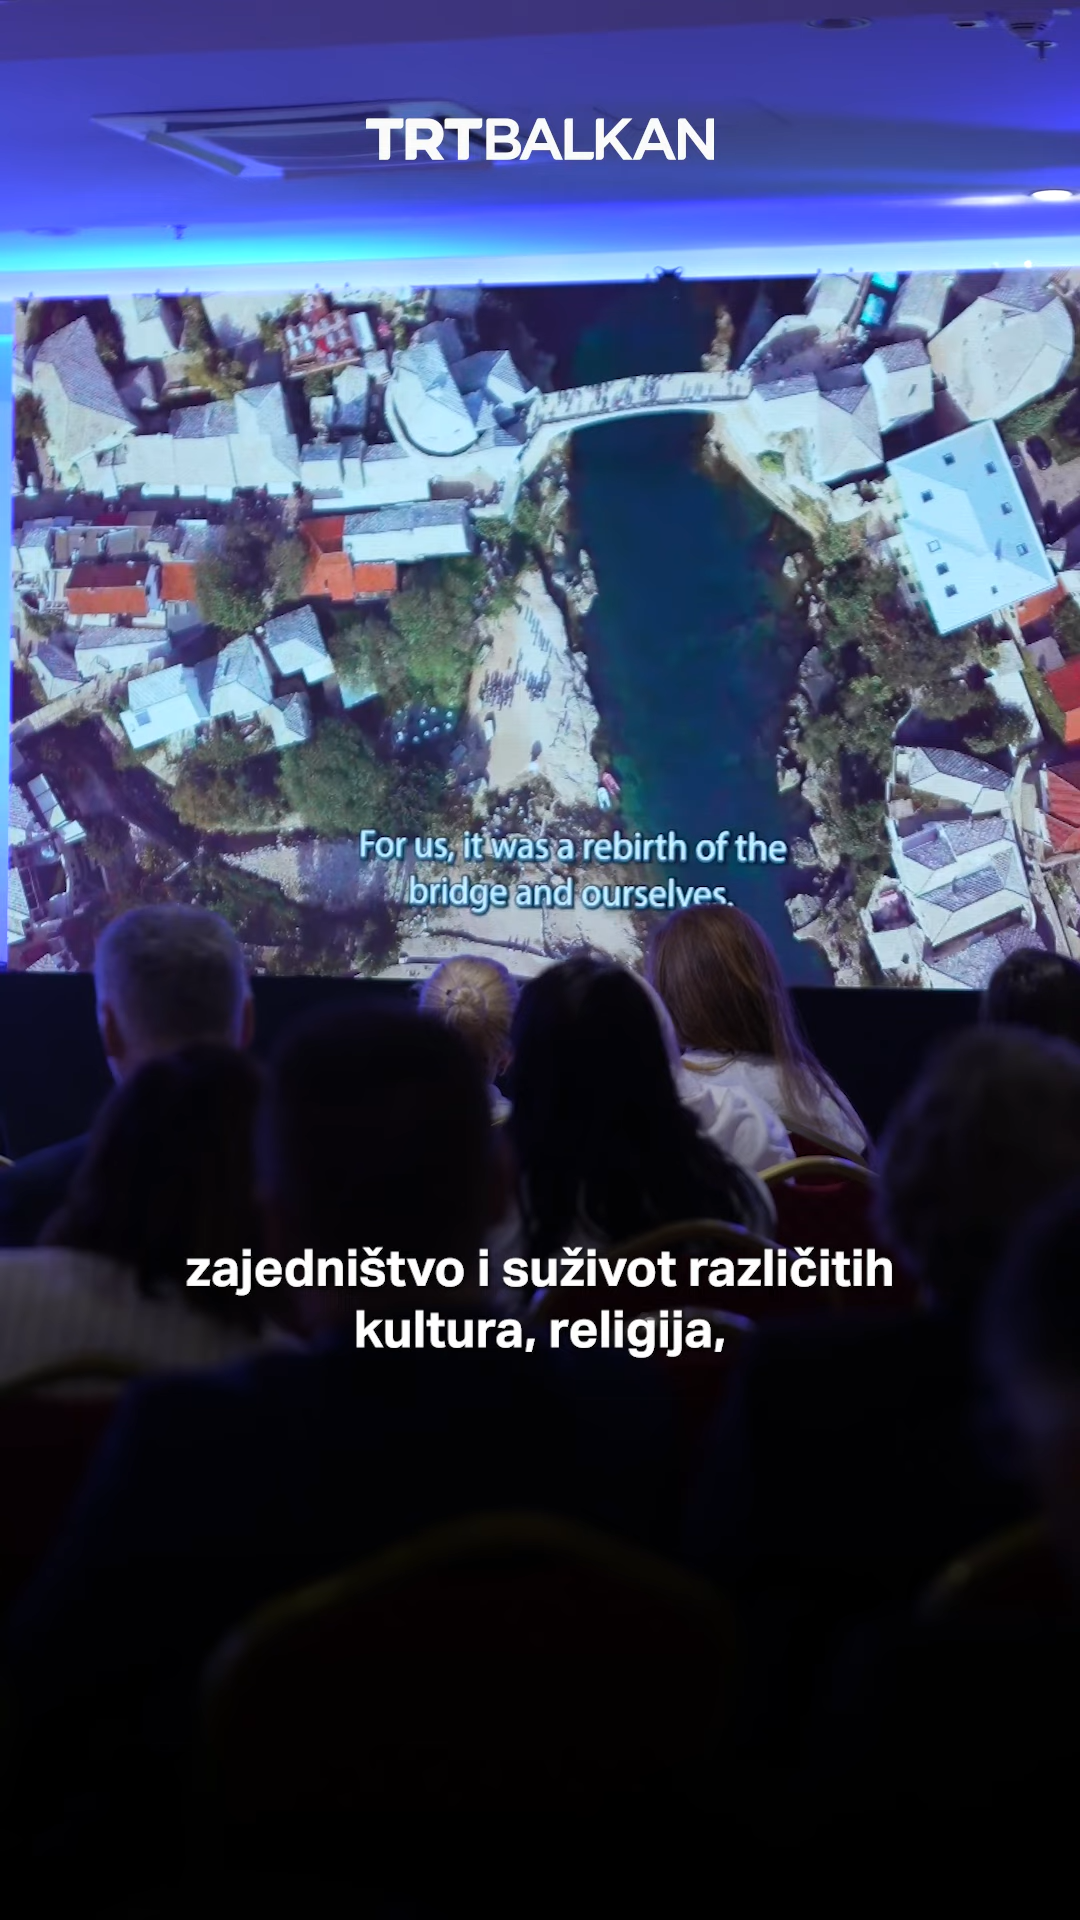 TRTBALKAN
For us, it was a rebirth of the
bridge and ourselves.
zajedništvo i suživot različitih
kultura, religija,